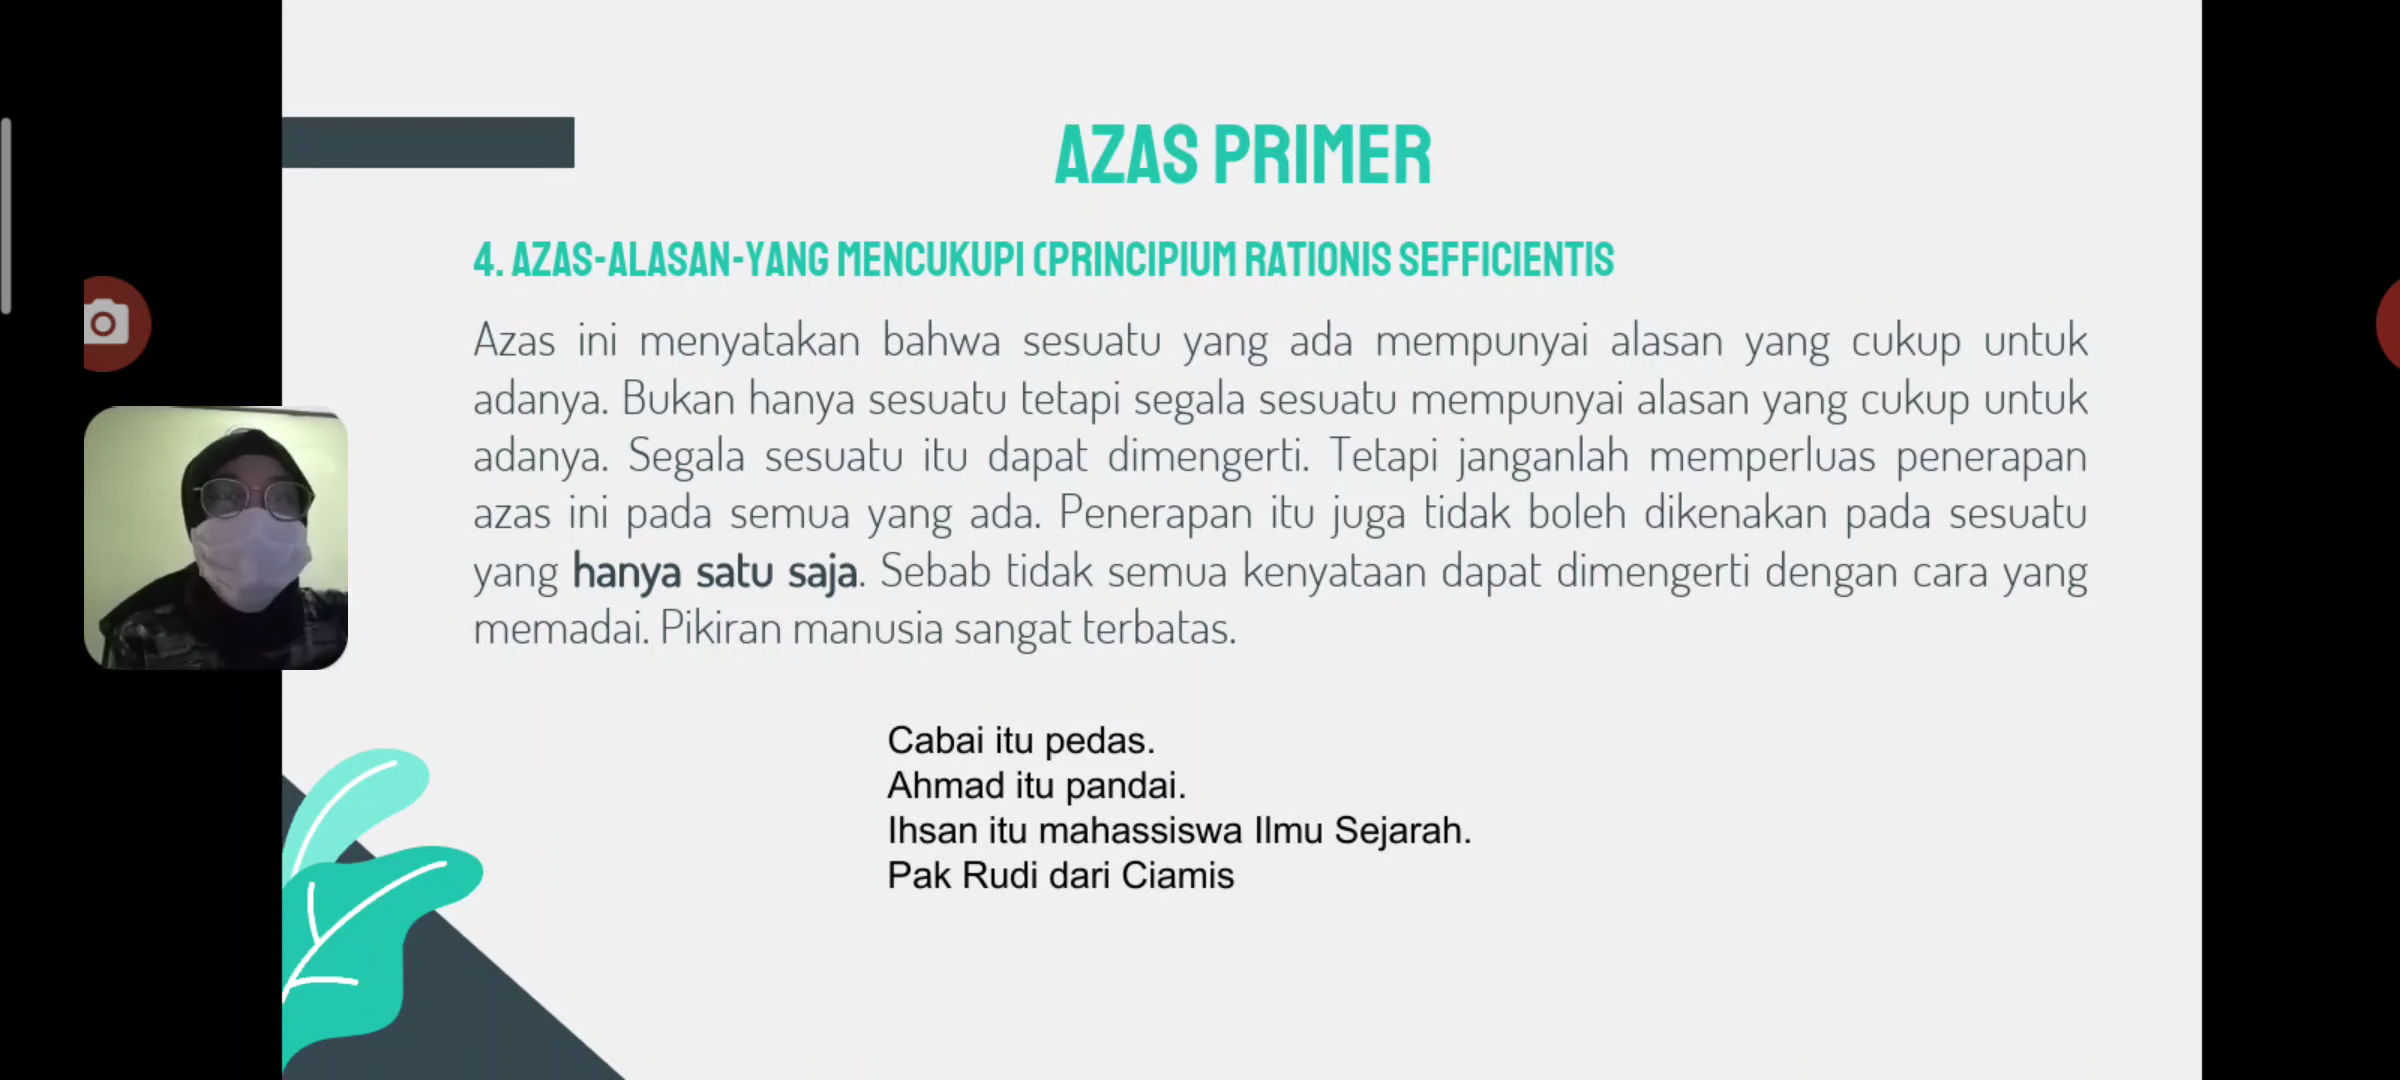 AZAS PRIMER
4. AZAS-ALASAN-YANG MENCUKUPI (PRINCIPIUM RATIONIS SEFFICIENTIS
Azas ini menyatakan bahwa sesuatu yang ada mempunyai alasan yang cukup untuk
adanya. Bukan hanya sesuatu tetapi segala sesuatu mempunyai alasan yang cukup untuk
adanya. Segala sesuatu itu dapat dimengerti. Tetapi janganlah memperluas penerapan
azas ini pada semua yang ada. Penerapan itu juga tidak boleh dikenakan pada sesuatu
yang hanya satu saja. Sebab tidak semua kenyataan dapat dimengerti dengan cara yang
memadai. Pikiran manusia sangat terbatas.
Cabai itu pedas.
Ahmad itu pandai.
Ihsan itu mahassiswa Ilmu Sejarah.
Pak Rudi dari Ciamis